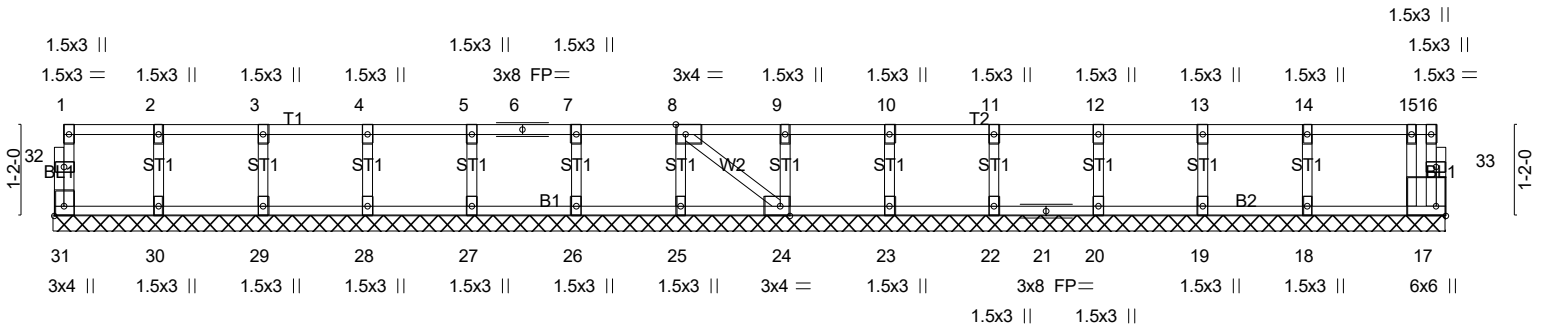 1.5x3 ||
1.5x3 || 1.5x3 || 1.5x3 || 1.5x3 ||
1.5x3 = 1.5x3 || 1.5x3 || 1.5x3 || 3x8 FP= 3x4 = 1.5x3 || 1.5x3 || 1.5x3 || 1.5x3 || 1.5x3 || 1.5x3 || 1.5x3 =
1 2 3 4 5 6 7 8 9 10 11 12 13 14 15 16
T1 T2
1-2-0 32 33 1-2-0
BL1 ST1 ST1 ST1 ST1 ST1 ST1 W2 ST1 ST1 ST1 ST1 ST1 ST1 BL1
B1 B2
31 30 29 28 27 26 25 24 23 22 21 20 19 18 17
3x4 || 1.5x3 || 1.5x3 || 1.5x3 || 1.5x3 || 1.5x3 || 1.5x3 || 3x4 = 1.5x3 || 3x8 FP= 1.5x3 || 1.5x3 || 6x6 ||
1.5x3 || 1.5x3 ||